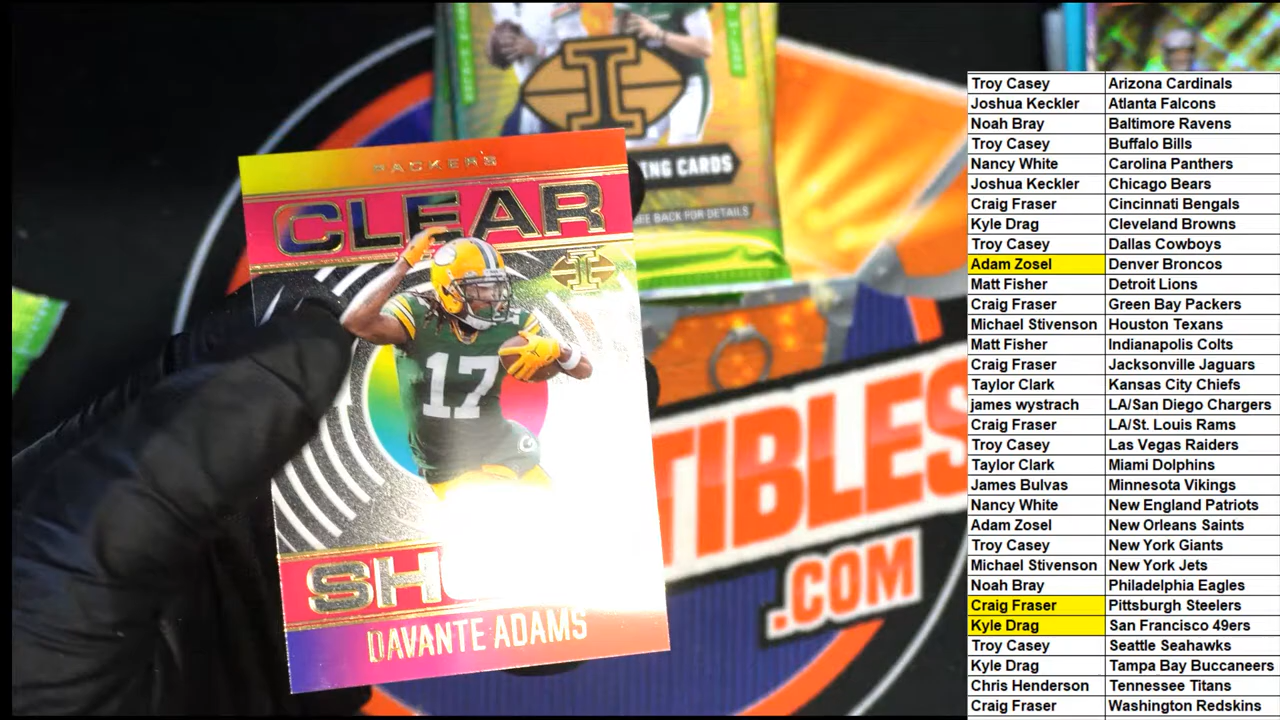 PACKERS
CLEAR
DAVANTE ADAMS
17
17
I
I
NG CARDS
SEE BACK FOR DETAILS
TIBLES
.COM
Troy Casey Arizona Cardinals
Joshua Keckler Atlanta Falcons
Noah Bray Baltimore Ravens
Troy Casey Buffalo Bills
Nancy White Carolina Panthers
Joshua Keckler Chicago Bears
Craig Fraser Cincinnati Bengals
Kyle Drag Cleveland Browns
Troy Casey Dallas Cowboys
Adam Zosel Denver Broncos
Matt Fisher Detroit Lions
Craig Fraser Green Bay Packers
Michael Stivenson Houston Texans
Matt Fisher Indianapolis Colts
Craig Fraser Jacksonville Jaguars
Taylor Clark Kansas City Chiefs
james wystrach LA/San Diego Chargers
Craig Fraser LA/St. Louis Rams
Troy Casey Las Vegas Raiders
Taylor Clark Miami Dolphins
James Bulvas Minnesota Vikings
Nancy White New England Patriots
Adam Zosel New Orleans Saints
Troy Casey New York Giants
Michael Stivenson New York Jets
Noah Bray Philadelphia Eagles
Craig Fraser Pittsburgh Steelers
Kyle Drag San Francisco 49ers
Troy Casey Seattle Seahawks
Kyle Drag Tampa Bay Buccaneers
Chris Henderson Tennessee Titans
Craig Fraser Washington Redskins